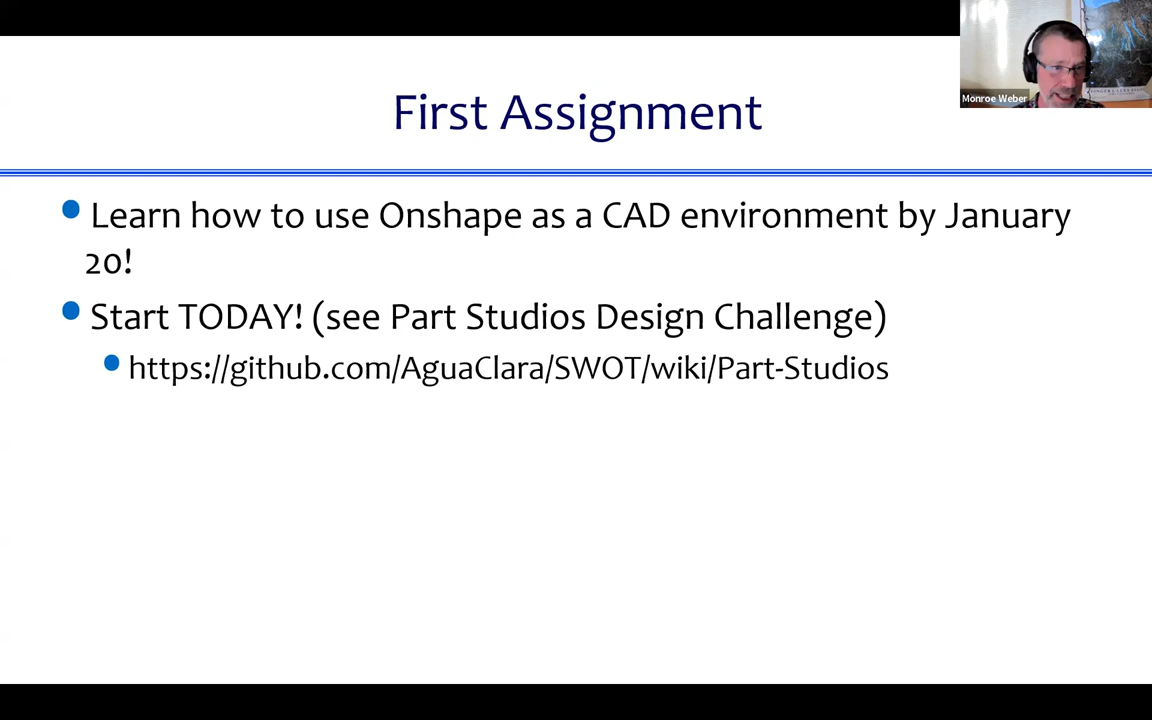 Monroe Weber
First Assignment
Learn how to use Onshape as a CAD environment by January
20!
Start TODAY! (see Part Studios Design Challenge)
https://github.com/AguaClara/SWOT/wiki/Part-Studios